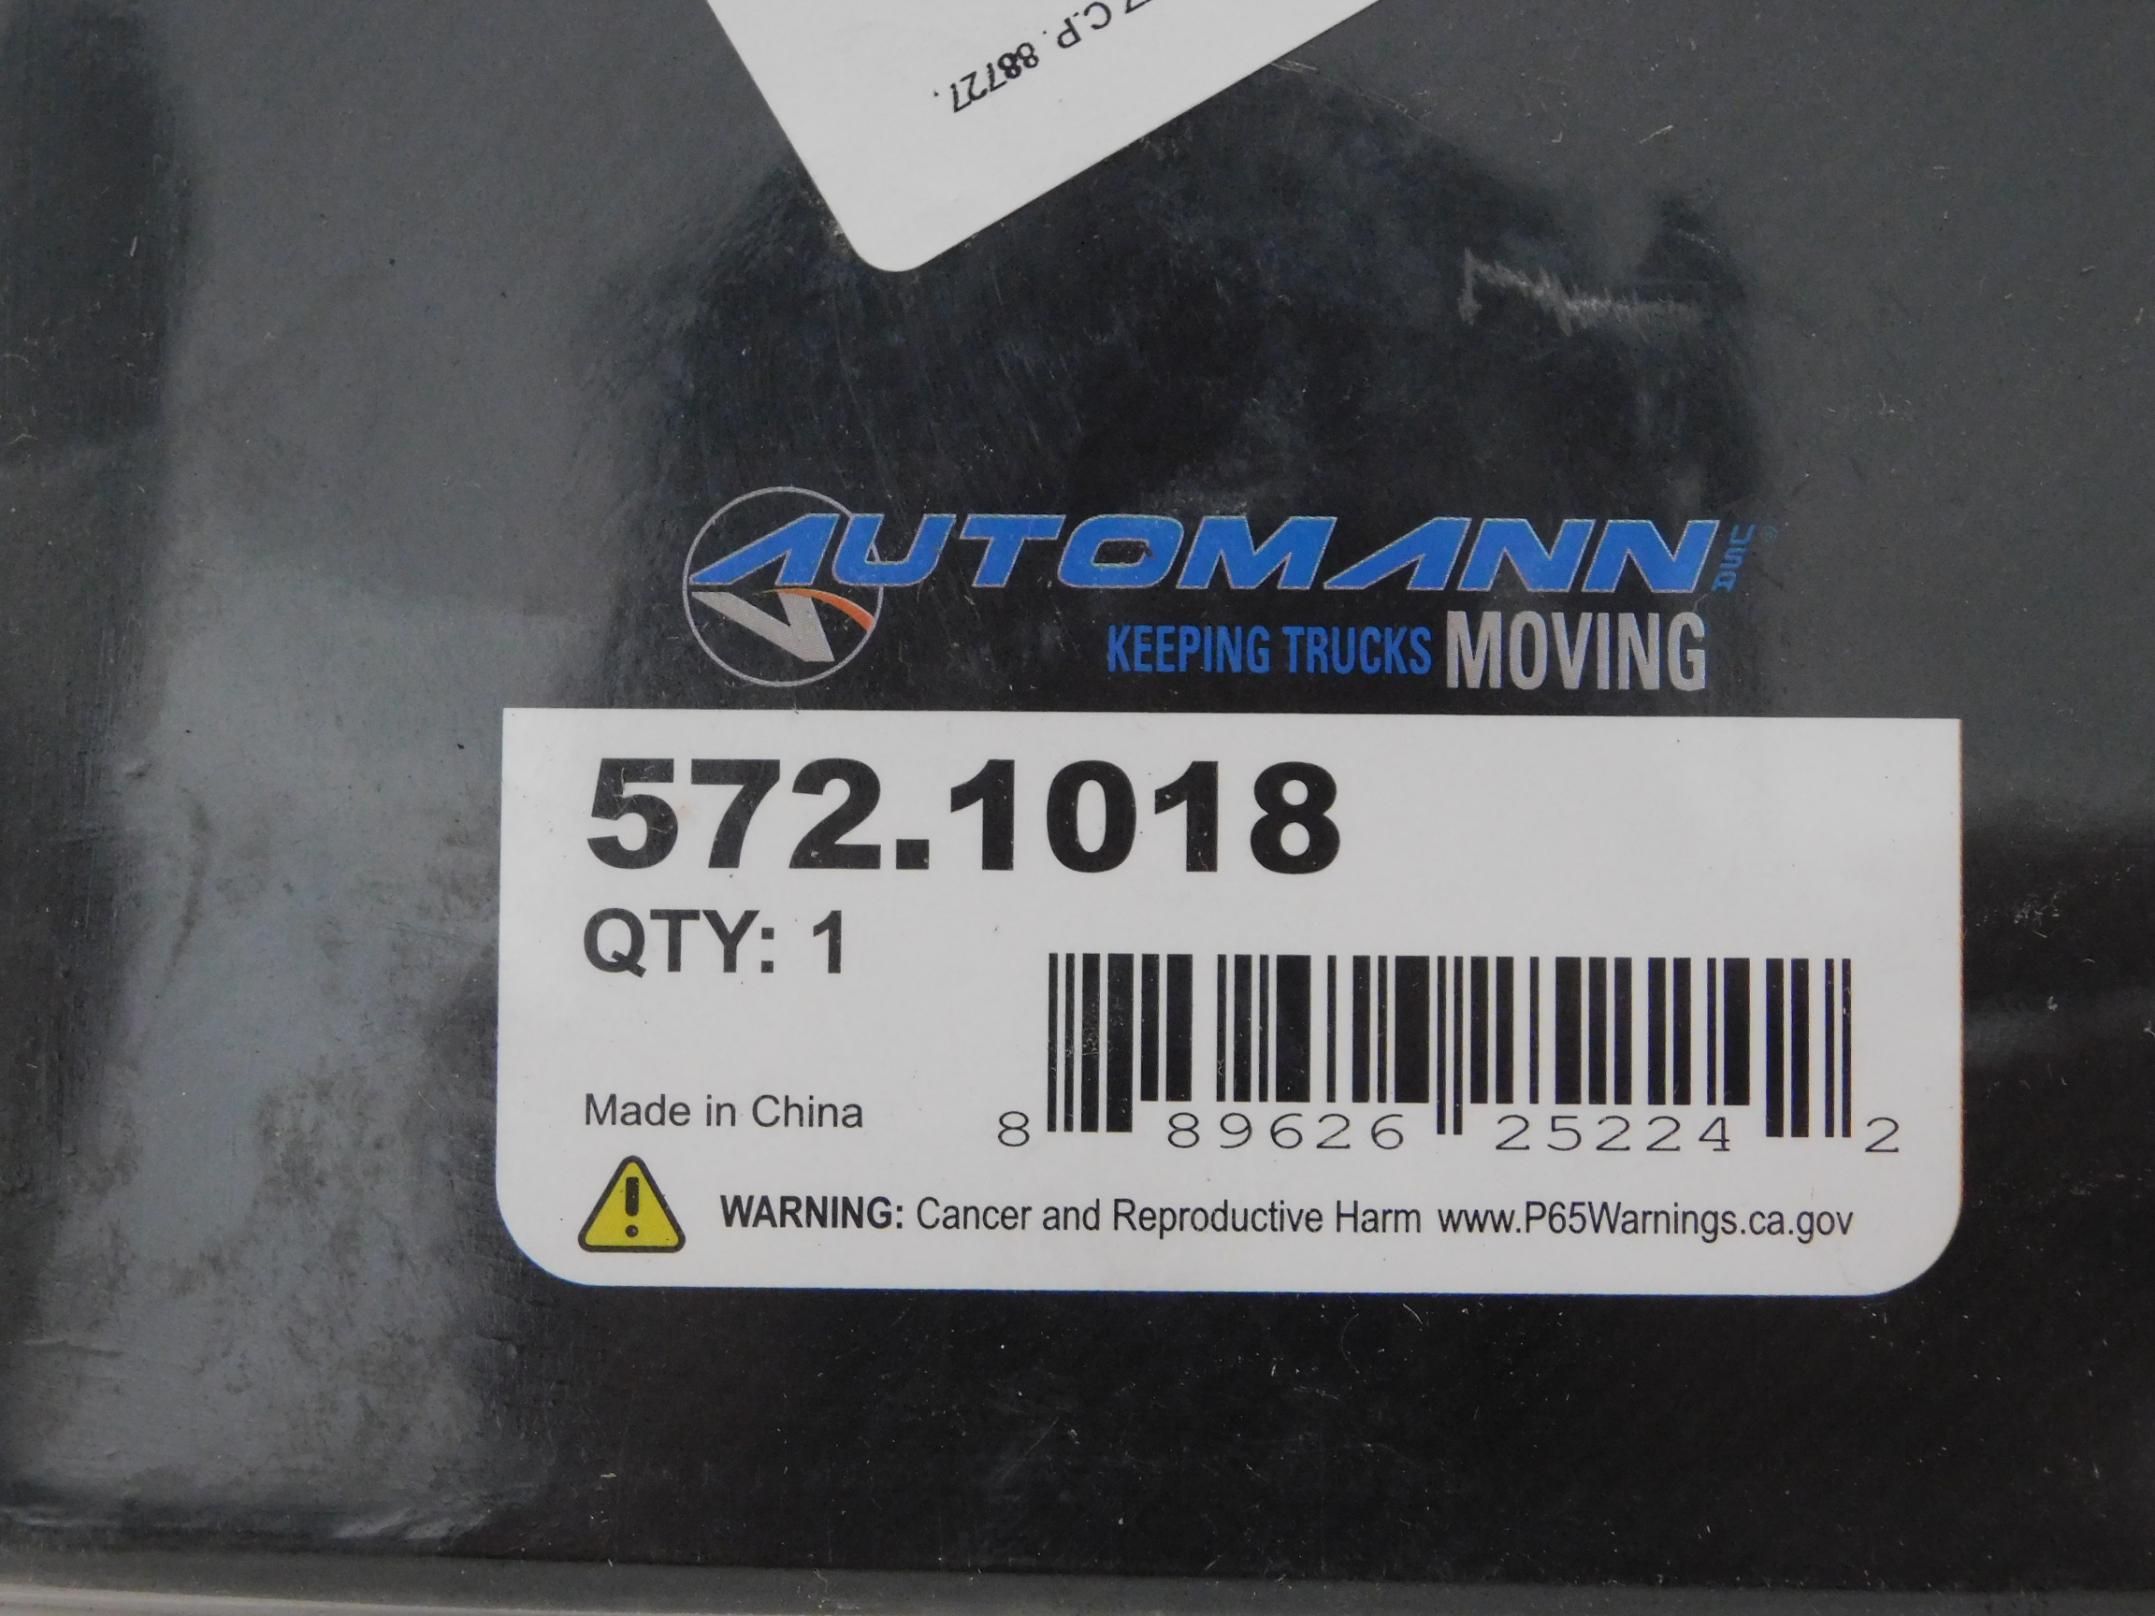 C.P. 88727.
AUTOMANN USA®
KEEPING TRUCKS MOVING
572.1018
QTY: 1
Made in China
8 89626 25224 2
WARNING: Cancer and Reproductive Harm www.P65Warnings.ca.gov